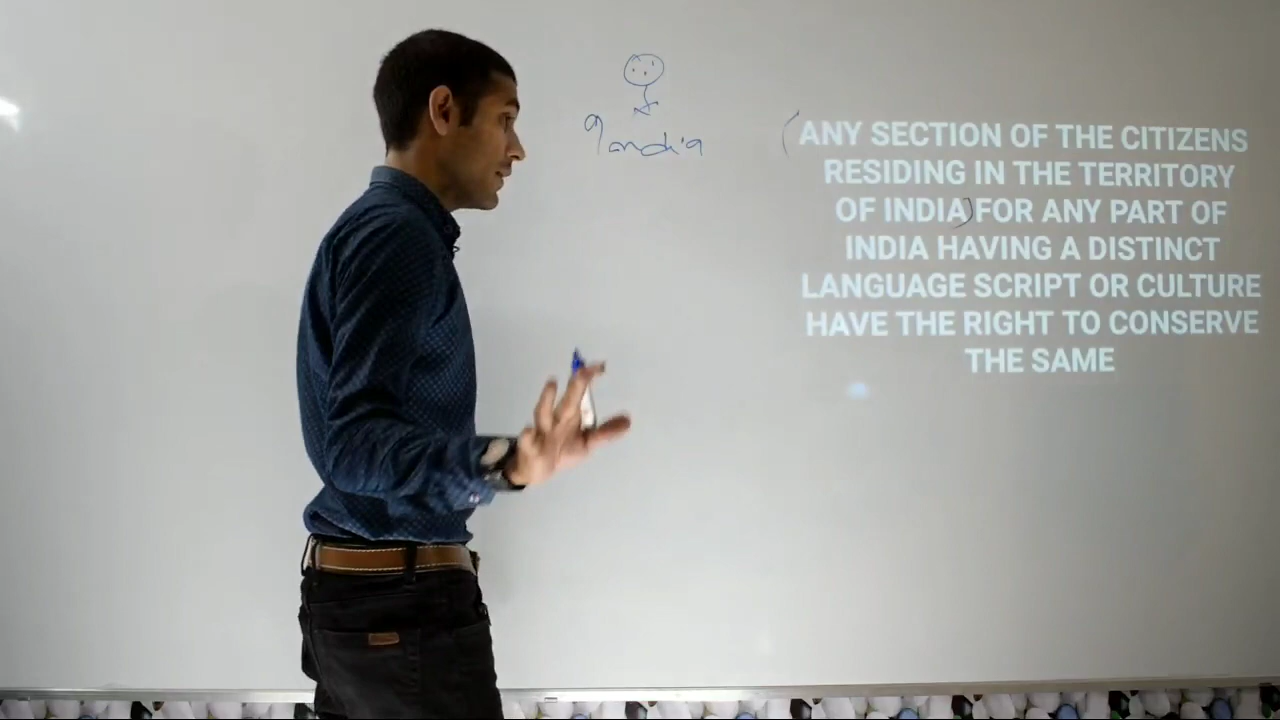 India
(ANY SECTION OF THE CITIZENS
RESIDING IN THE TERRITORY
OF INDIA) FOR ANY PART OF
INDIA HAVING A DISTINCT
LANGUAGE SCRIPT OR CULTURE
HAVE THE RIGHT TO CONSERVE
THE SAME